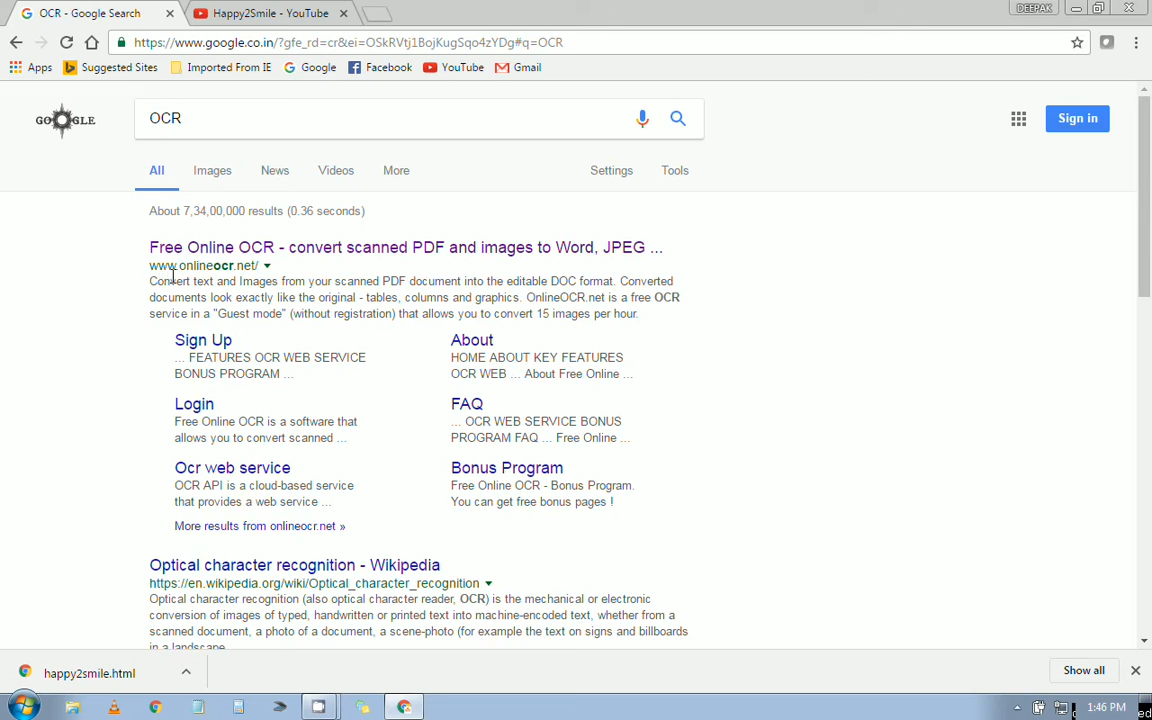 OCR - Google Search
Happy2Smile - YouTube
DEEPAK
https://www.google.co.in/?gfe_rd=cr&ei=OSkRVtj1BojKugSqo4zYDg#q=OCR
Apps Suggested Sites Imported From IE Google Facebook YouTube Gmail
GOOGLE
OCR
Sign in
All Images News Videos More Settings Tools
About 7,34,00,000 results (0.36 seconds)
Free Online OCR - convert scanned PDF and images to Word, JPEG ...
www.onlineocr.net/
Convert text and Images from your scanned PDF document into the editable DOC format. Converted
documents look exactly like the original - tables, columns and graphics. OnlineOCR.net is a free OCR
service in a "Guest mode" (without registration) that allows you to convert 15 images per hour.
Sign Up
... FEATURES OCR WEB SERVICE
BONUS PROGRAM ...
About
HOME ABOUT KEY FEATURES
OCR WEB ... About Free Online ...
Login
Free Online OCR is a software that
allows you to convert scanned ...
FAQ
... OCR WEB SERVICE BONUS
PROGRAM FAQ ... Free Online ...
Ocr web service
OCR API is a cloud-based service
that provides a web service ...
Bonus Program
Free Online OCR - Bonus Program.
You can get free bonus pages !
More results from onlineocr.net »
Optical character recognition - Wikipedia
https://en.wikipedia.org/wiki/Optical_character_recognition
Optical character recognition (also optical character reader, OCR) is the mechanical or electronic
conversion of images of typed, handwritten or printed text into machine-encoded text, whether from a
scanned document, a photo of a document, a scene-photo (for example the text on signs and billboards
in a landscape
happy2smile.html
Show all
1:46 PM